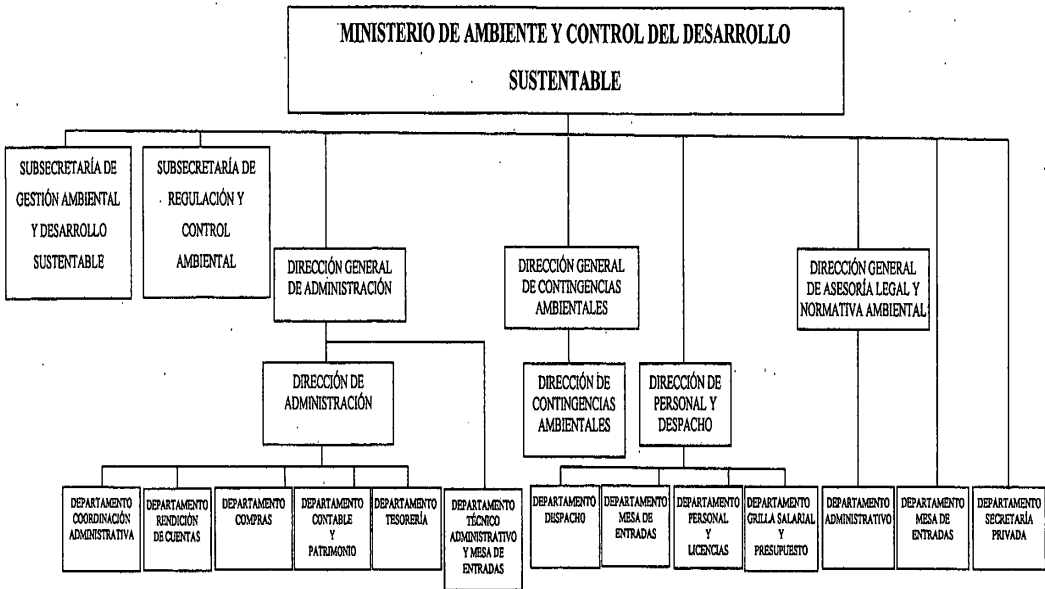 MINISTERIO DE AMBIENTE Y CONTROL DEL DESARROLLO
SUSTENTABLE
SUBSECRETARÍA DE
GESTIÓN AMBIENTAL
Y DESARROLLO
SUSTENTABLE
SUBSECRETARÍA DE
REGULACIÓN Y
CONTROL
AMBIENTAL
DIRECCIÓN GENERAL
DE ADMINISTRACIÓN
DIRECCIÓN GENERAL
DE CONTINGENCIAS
AMBIENTALES
DIRECCIÓN GENERAL
DE ASESORÍA LEGAL Y
NORMATIVA AMBIENTAL
DIRECCIÓN DE
ADMINISTRACIÓN
DIRECCIÓN DE
CONTINGENCIAS
AMBIENTALES
DIRECCIÓN DE
PERSONAL Y
DESPACHO
DEPARTAMENTO
COORDINACIÓN
ADMINISTRATIVA
DEPARTAMENTO
RENDICIÓN
DE CUENTAS
DEPARTAMENTO
COMPRAS
DEPARTAMENTO
CONTABLE
Y
PATRIMONIO
DEPARTAMENTO
TESORERÍA
DEPARTAMENTO
TÉCNICO
ADMINISTRATIVO
Y MESA DE
ENTRADAS
DEPARTAMENTO
DESPACHO
DEPARTAMENTO
MESA DE
ENTRADAS
DEPARTAMENTO
PERSONAL
Y
LICENCIAS
DEPARTAMENTO
GRILLA SALARIAL
Y
PRESUPUESTO
DEPARTAMENTO
ADMINISTRATIVO
DEPARTAMENTO
MESA DE
ENTRADAS
DEPARTAMENTO
SECRETARÍA
PRIVADA